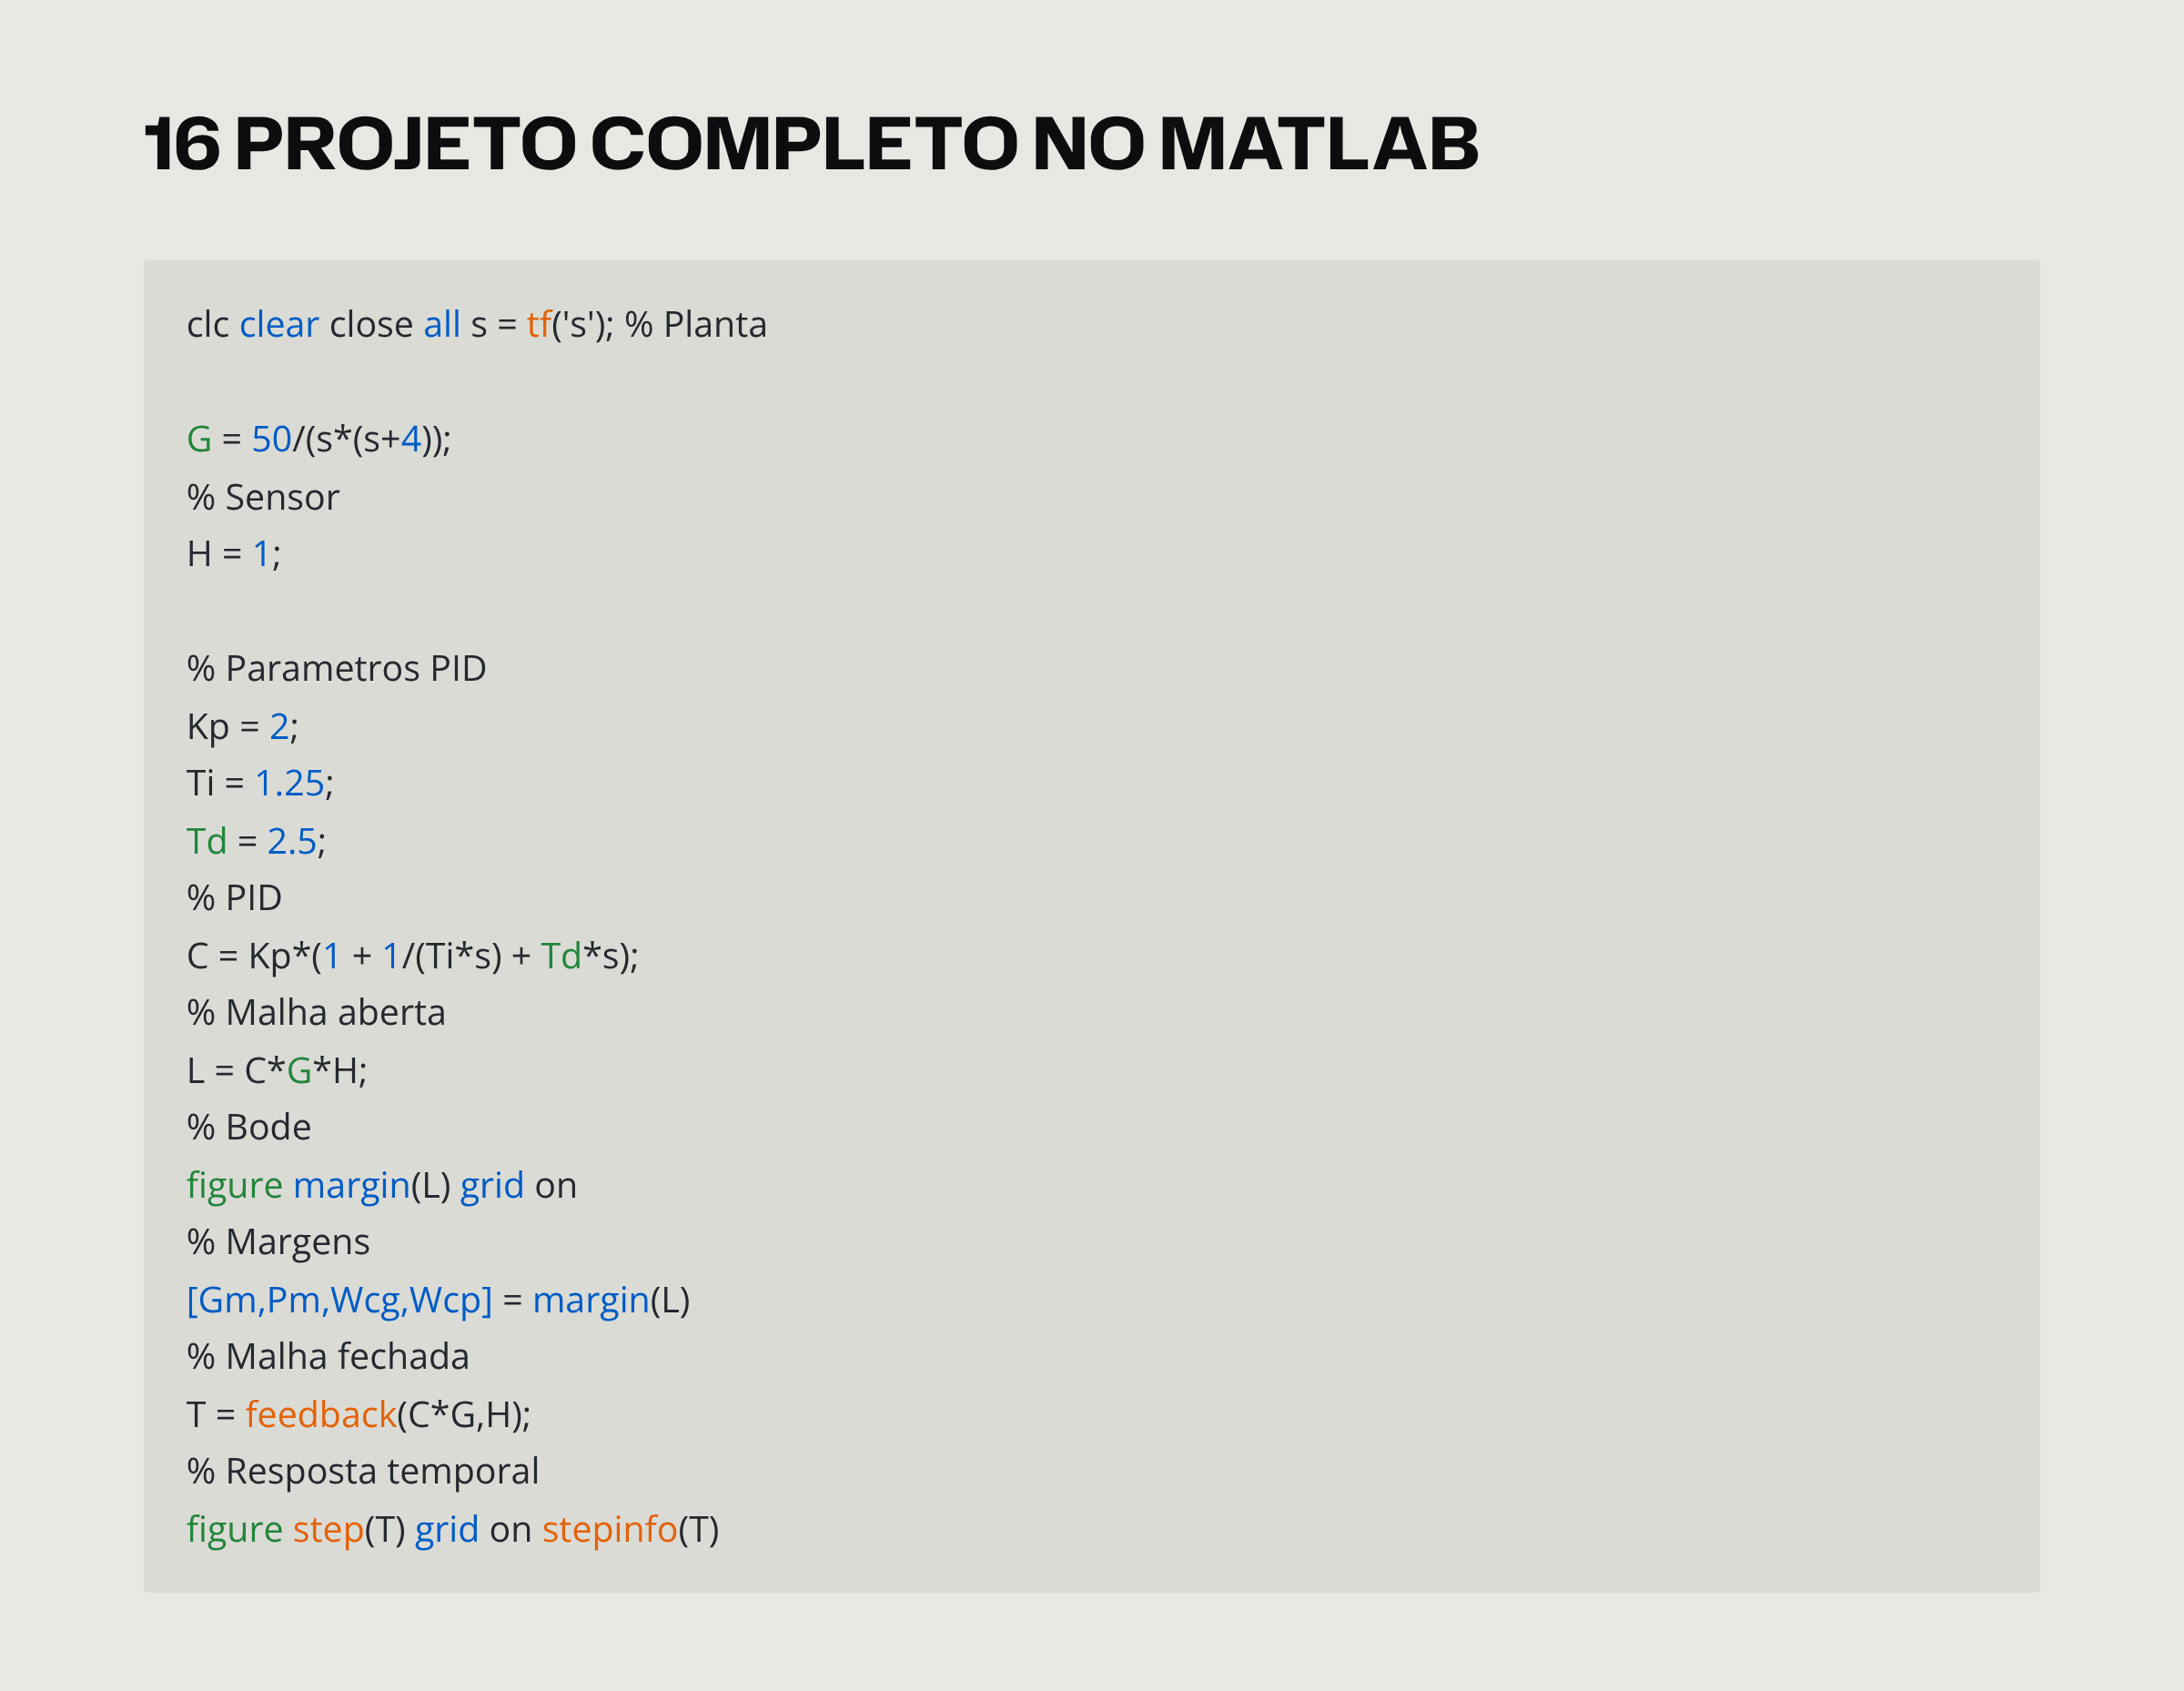 16 PROJETO COMPLETO NO MATLAB
clc clear close all s = tf('s'); % Planta
G = 50/(s*(s+4));
% Sensor
H = 1;
% Parametros PID
Kp = 2;
Ti = 1.25;
Td = 2.5;
% PID
C = Kp*(1 + 1/(Ti*s) + Td*s);
% Malha aberta
L = C*G*H;
% Bode
figure margin(L) grid on
% Margens
[Gm,Pm,Wcg,Wcp] = margin(L)
% Malha fechada
T = feedback(C*G,H);
% Resposta temporal
figure step(T) grid on stepinfo(T)